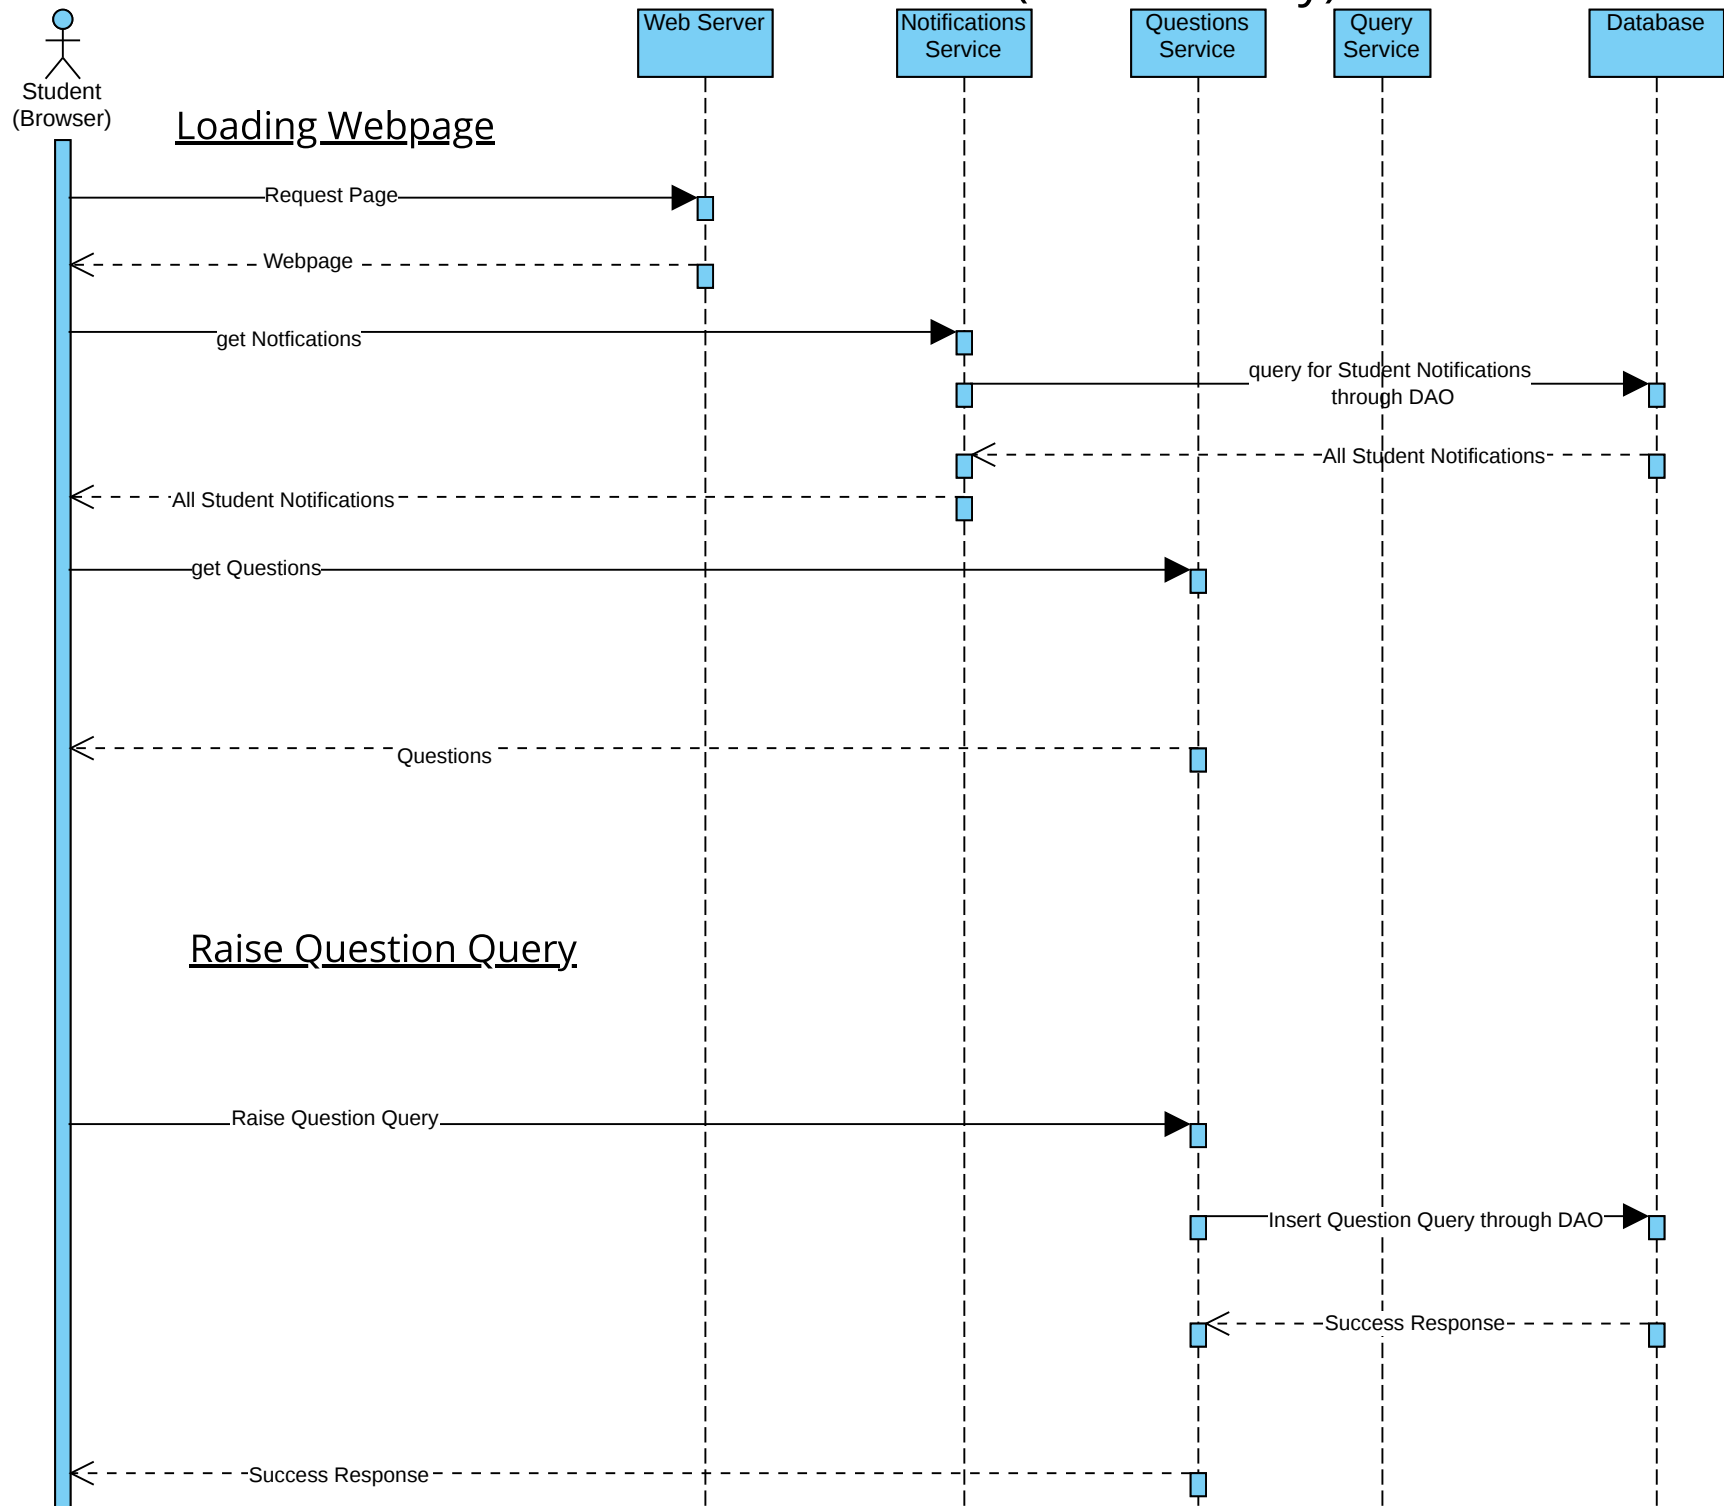 Web Server
Notifications
Service
Questions
Service
Query
Service
Database
Student
(Browser)
Loading Webpage
Request Page
Webpage
get Notfications
query for Student Notifications
through DAO
All Student Notifications
All Student Notifications
get Questions
Questions
Raise Question Query
Raise Question Query
Insert Question Query through DAO
Success Response
Success Response